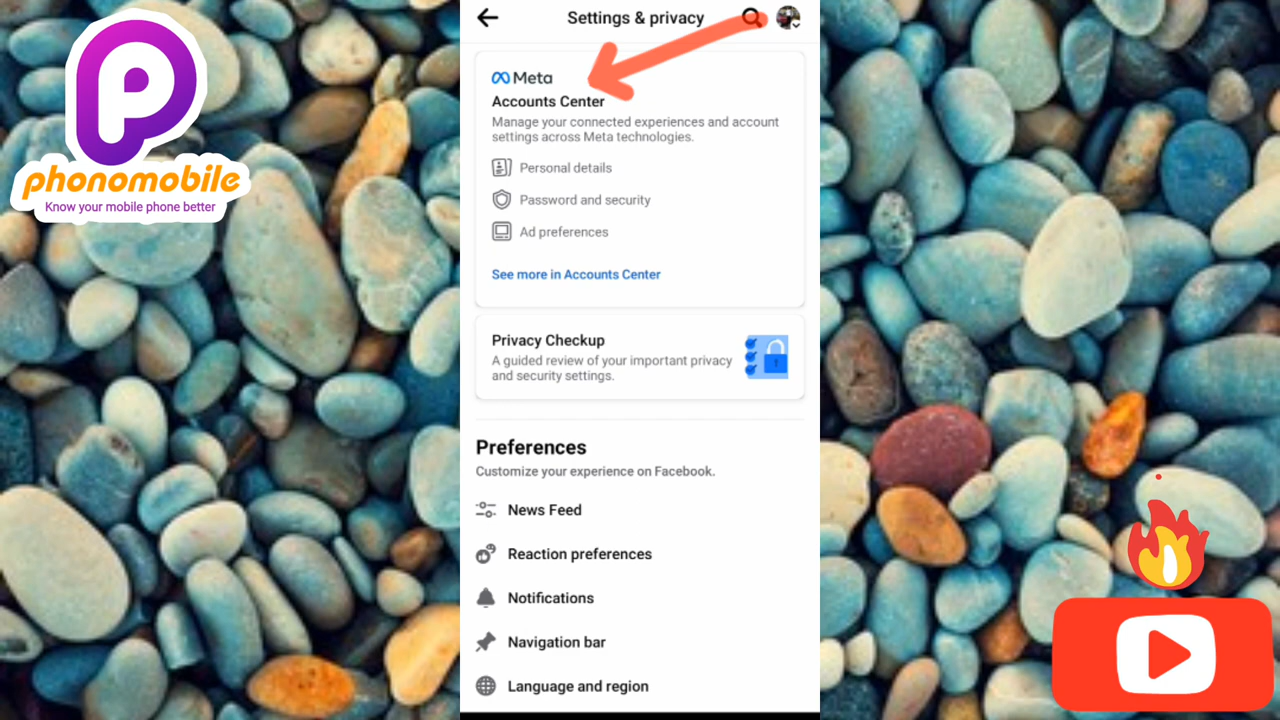 phonomobile
Know your mobile phone better
Settings & privacy
Meta
Accounts Center
Manage your connected experiences and account
settings across Meta technologies.
Personal details
Password and security
Ad preferences
See more in Accounts Center
Privacy Checkup
A guided review of your important privacy
and security settings.
Preferences
Customize your experience on Facebook.
News Feed
Reaction preferences
Notifications
Navigation bar
Language and region